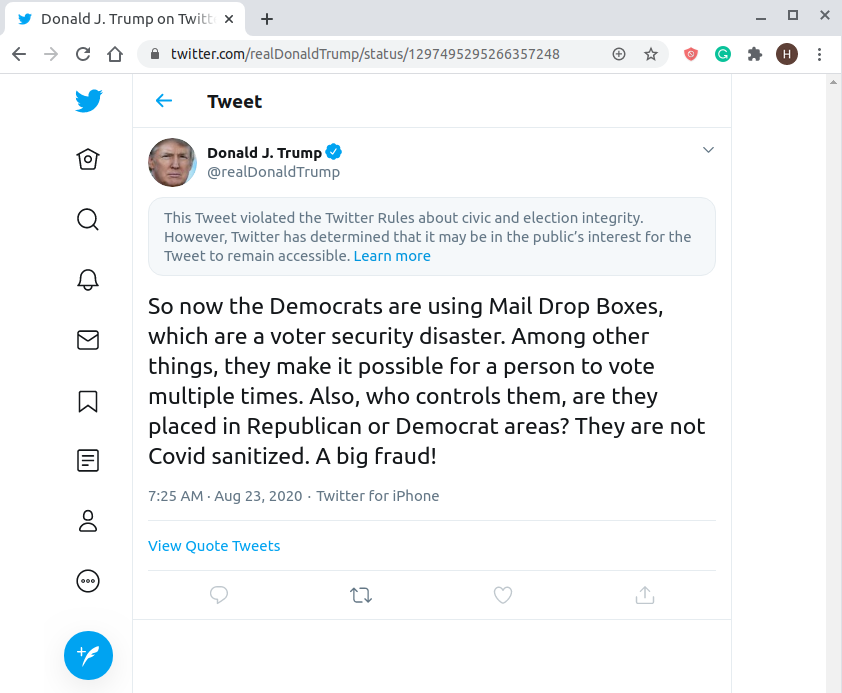 Donald J. Trump on Twitt
twitter.com/realDonaldTrump/status/1297495295266357248
H
Tweet
Donald J. Trump
@realDonaldTrump
This Tweet violated the Twitter Rules about civic and election integrity.
However, Twitter has determined that it may be in the public’s interest for the
Tweet to remain accessible. Learn more
So now the Democrats are using Mail Drop Boxes,
which are a voter security disaster. Among other
things, they make it possible for a person to vote
multiple times. Also, who controls them, are they
placed in Republican or Democrat areas? They are not
Covid sanitized. A big fraud!
7:25 AM · Aug 23, 2020 · Twitter for iPhone
View Quote Tweets